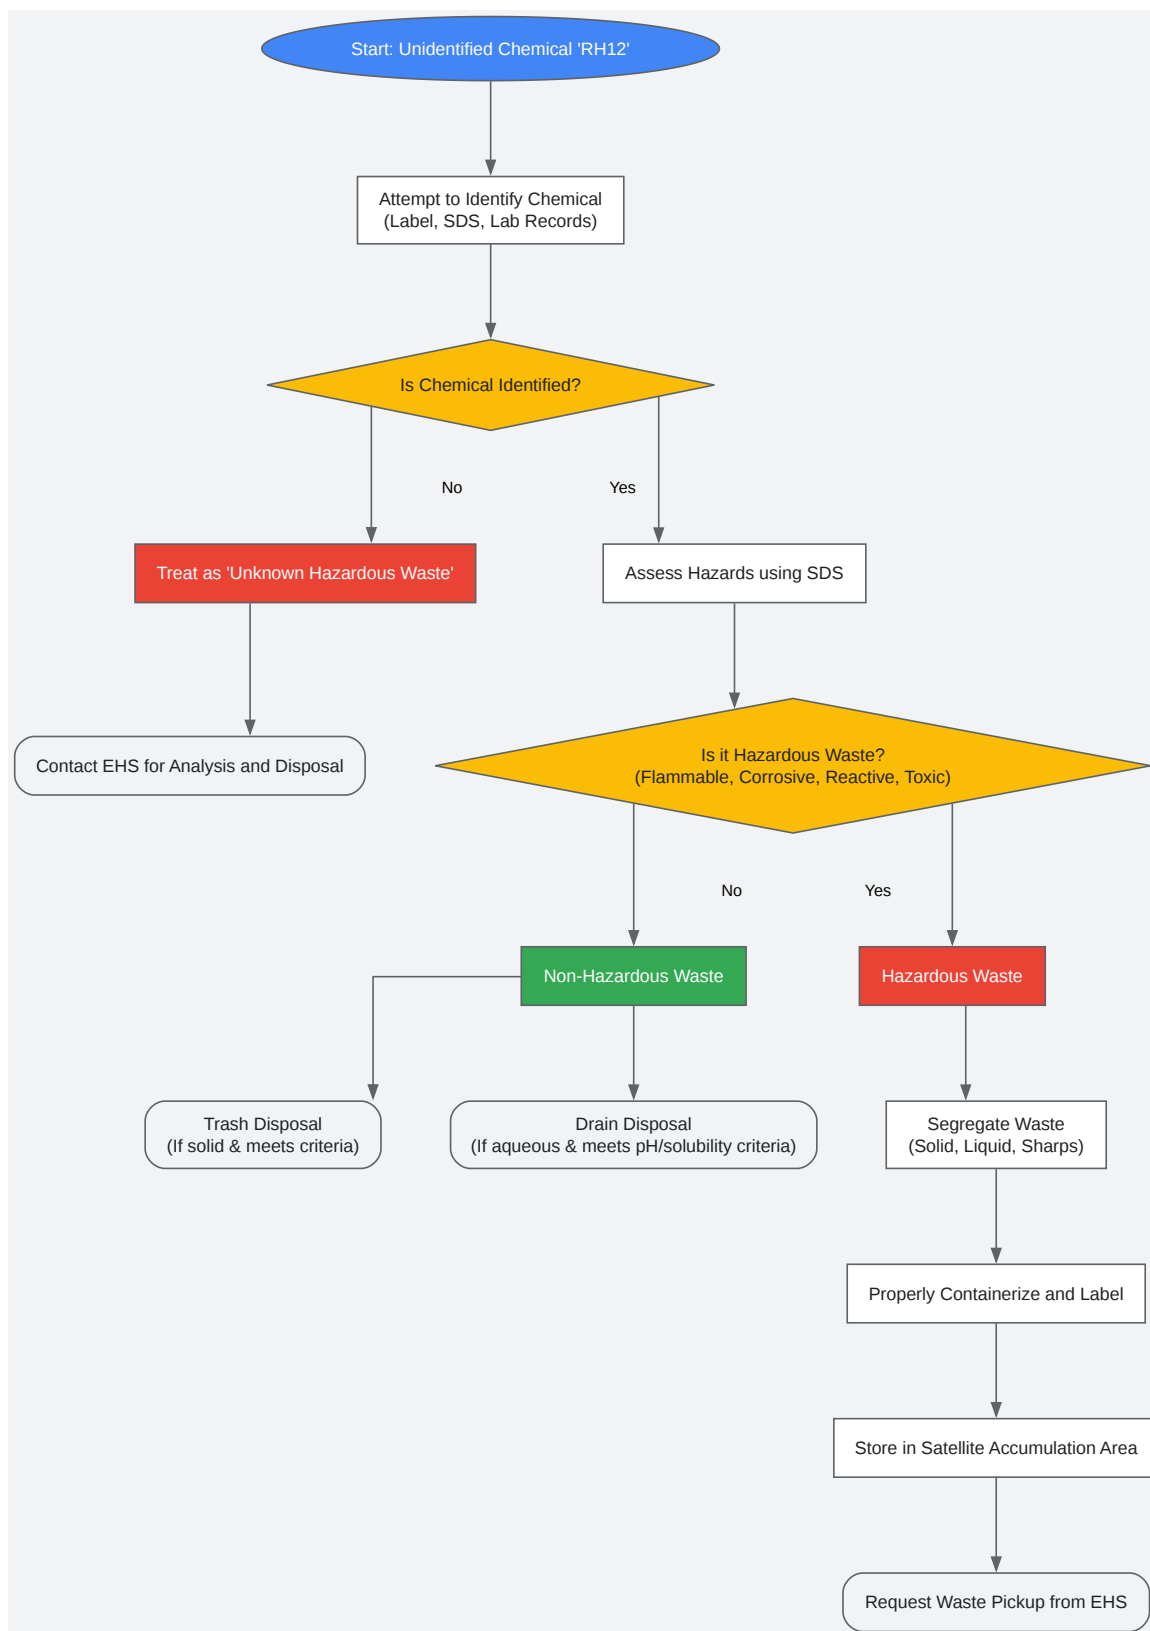 Start: Unidentified Chemical 'RH12'
Attempt to Identify Chemical
(Label, SDS, Lab Records)
Is Chemical Identified?
No
Yes
Treat as 'Unknown Hazardous Waste'
Assess Hazards using SDS
Contact EHS for Analysis and Disposal
Is it Hazardous Waste?
(Flammable, Corrosive, Reactive, Toxic)
No
Yes
Non-Hazardous Waste
Hazardous Waste
Trash Disposal
(If solid & meets criteria)
Drain Disposal
(If aqueous & meets pH/solubility criteria)
Segregate Waste
(Solid, Liquid, Sharps)
Properly Containerize and Label
Store in Satellite Accumulation Area
Request Waste Pickup from EHS